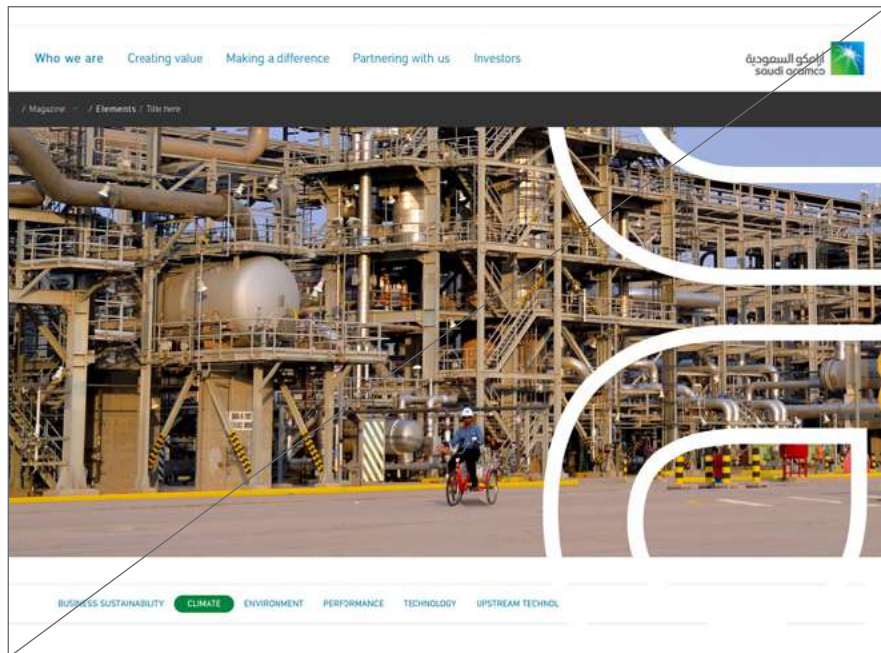 Who we are Creating value Making a difference Partnering with us Investors
أرامكو السعودية
saudi aramco
/ Magazine / Elements / Title here
BUSINESS SUSTAINABILITY CLIMATE ENVIRONMENT PERFORMANCE TECHNOLOGY UPSTREAM TECHNOL